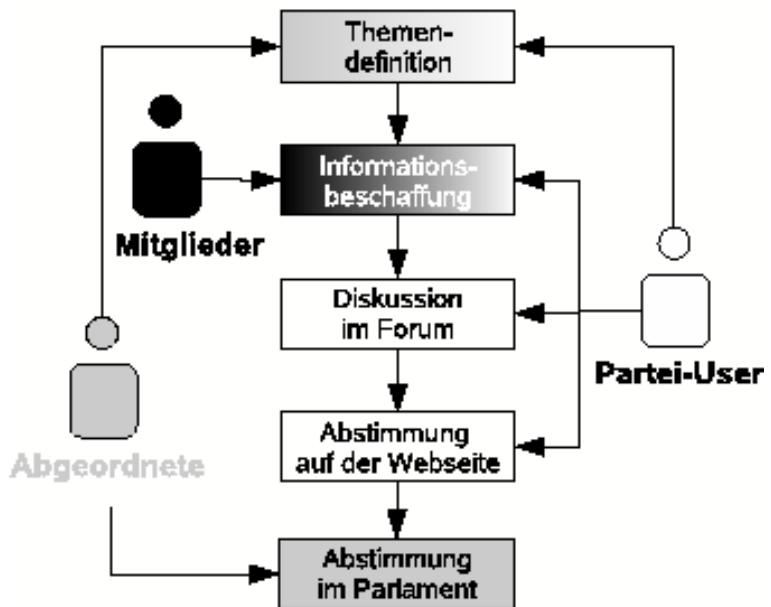 Themen-
definition
Informations-
beschaffung
Mitglieder
Diskussion
im Forum
Partei-User
Abstimmung
auf der Webseite
Abgeordnete
Abstimmung
im Parlament